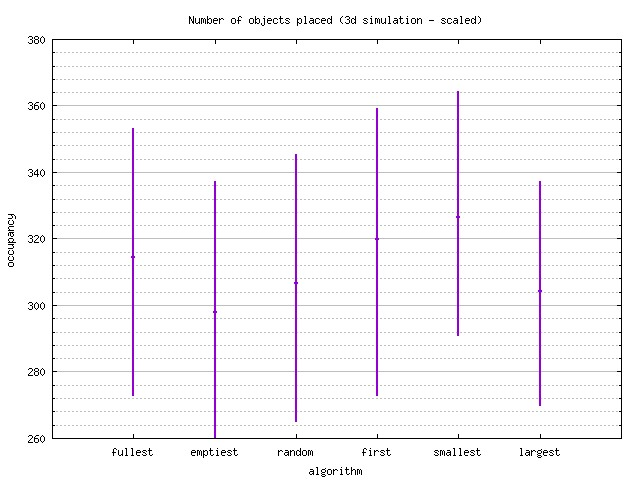 Number of objects placed (3d simulation - scaled)
380
360
340
320
300
280
260
occupancy
fullest emptiest random first smallest largest
algorithm